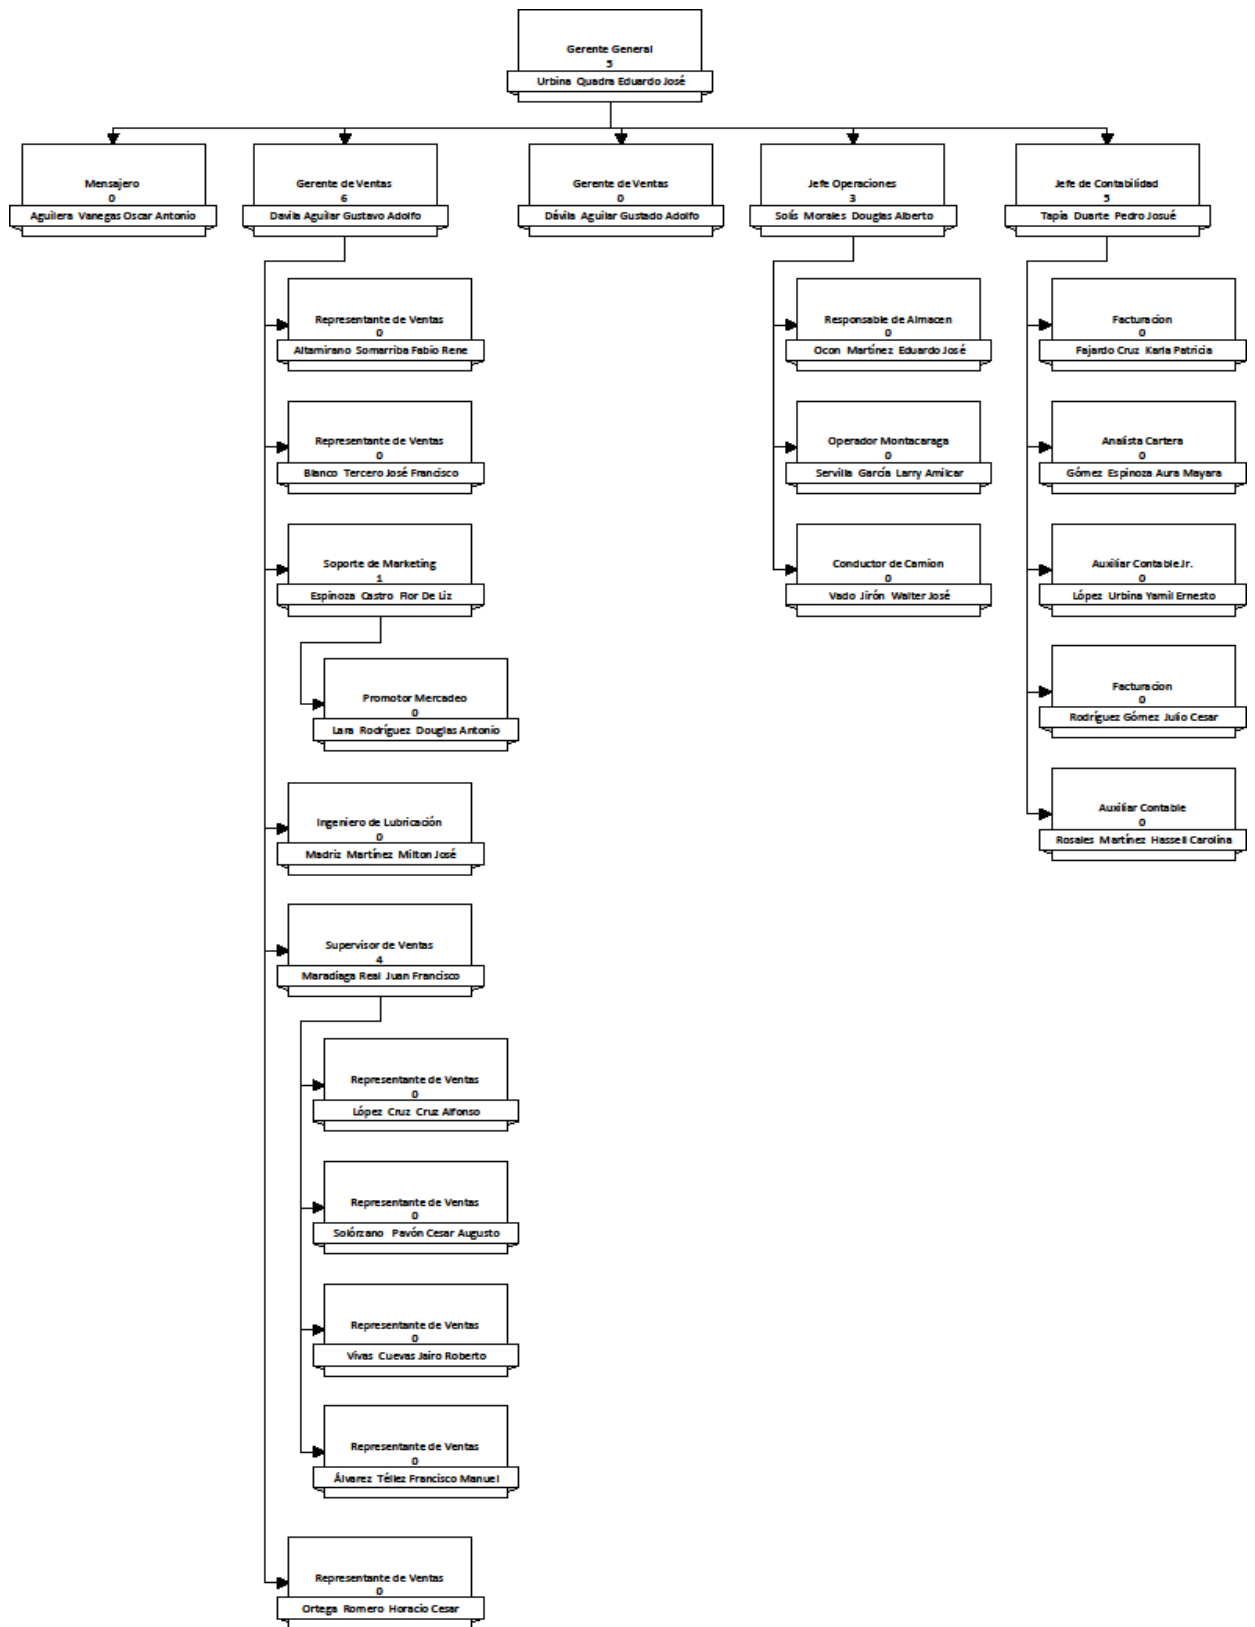 Gerente General
5
Urbina Quadra Eduardo José
Mensajero
0
Aguilera Vanegas Oscar Antonio
Gerente de Ventas
6
Davila Aguilar Gustavo Adolfo
Gerente de Ventas
0
Dávila Aguilar Gustado Adolfo
Jefe Operaciones
3
Solís Morales Douglas Alberto
Jefe de Contabilidad
5
Tapia Duarte Pedro Josué
Representante de Ventas
0
Altamirano Somarriba Fabio Rene
Representante de Ventas
0
Blanco Tercero José Francisco
Soporte de Marketing
1
Espinoza Castro Flor De Liz
Promotor Mercadeo
0
Lara Rodríguez Douglas Antonio
Ingeniero de Lubricación
0
Madriz Martínez Milton José
Supervisor de Ventas
4
Maradiaga Real Juan Francisco
Representante de Ventas
0
López Cruz Cruz Alfonso
Representante de Ventas
0
Solórzano Pavón Cesar Augusto
Representante de Ventas
0
Vivas Cuevas Jairo Roberto
Representante de Ventas
0
Álvarez Téllez Francisco Manuel
Representante de Ventas
0
Ortega Romero Horacio Cesar
Responsable de Almacen
0
Ocon Martínez Eduardo José
Operador Montacaraga
0
Servilla García Larry Amilcar
Conductor de Camion
0
Vado Jirón Walter José
Facturacion
0
Fajardo Cruz Karla Patricia
Analista Cartera
0
Gómez Espinoza Aura Mayara
Auxiliar Contable Jr.
0
López Urbina Yamil Ernesto
Facturacion
0
Rodríguez Gómez Julio Cesar
Auxiliar Contable
0
Rosales Martínez Hassell Carolina